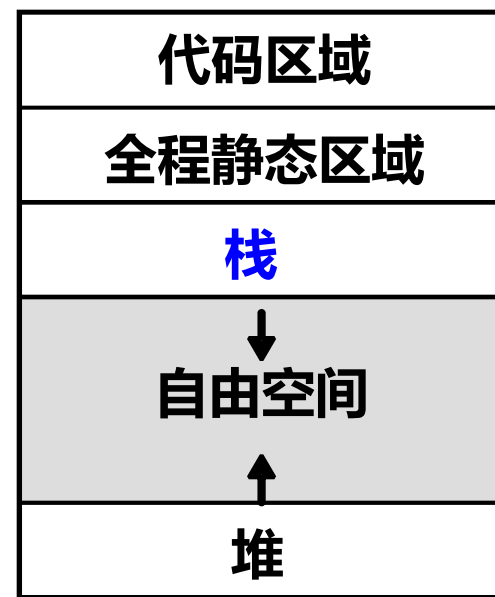 代码区域
全程静态区域
栈
自由空间
堆